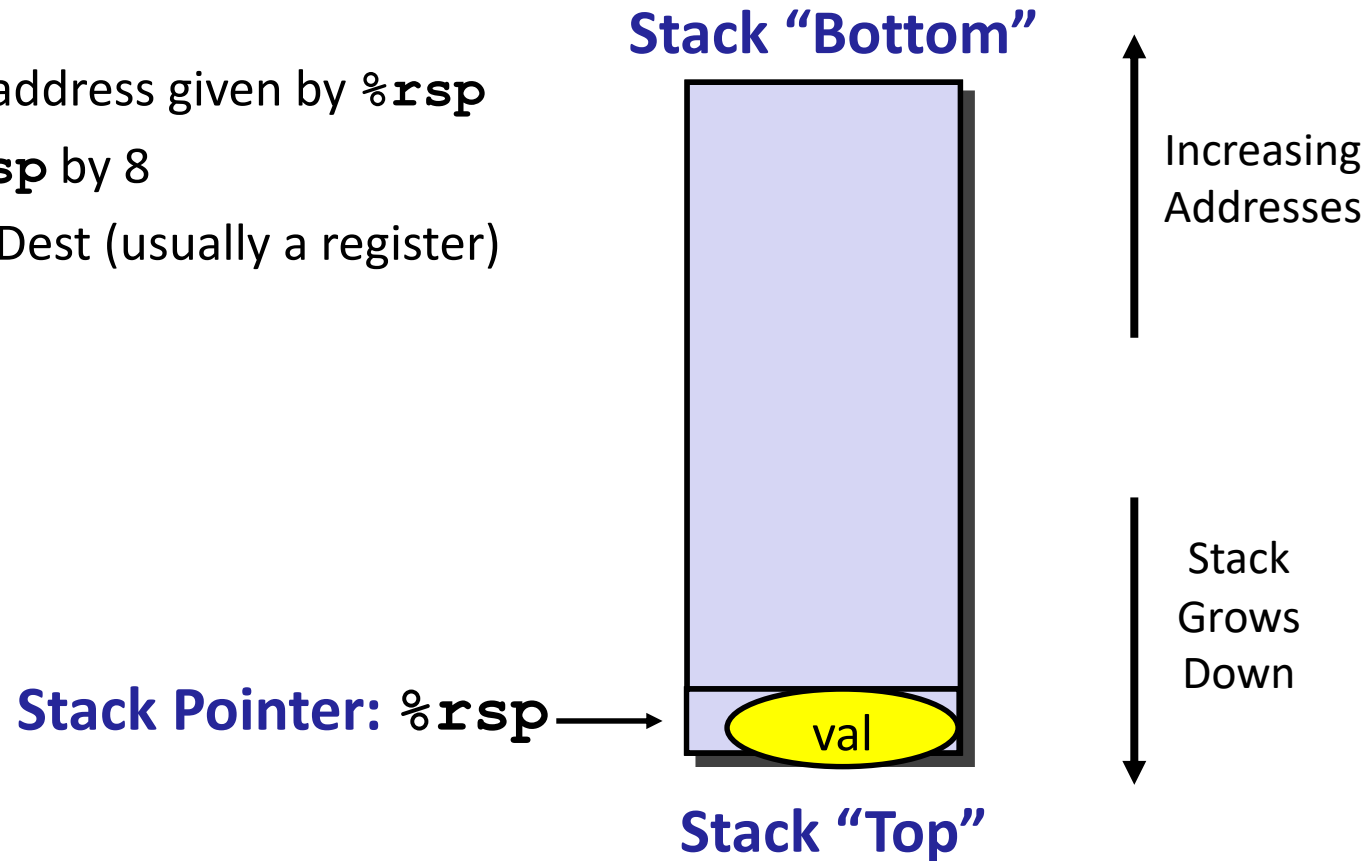 Stack “Bottom”
address given by %rsp
sp by 8
Dest (usually a register)
Increasing
Addresses
Stack
Grows
Down
Stack Pointer: %rsp
val
Stack “Top”